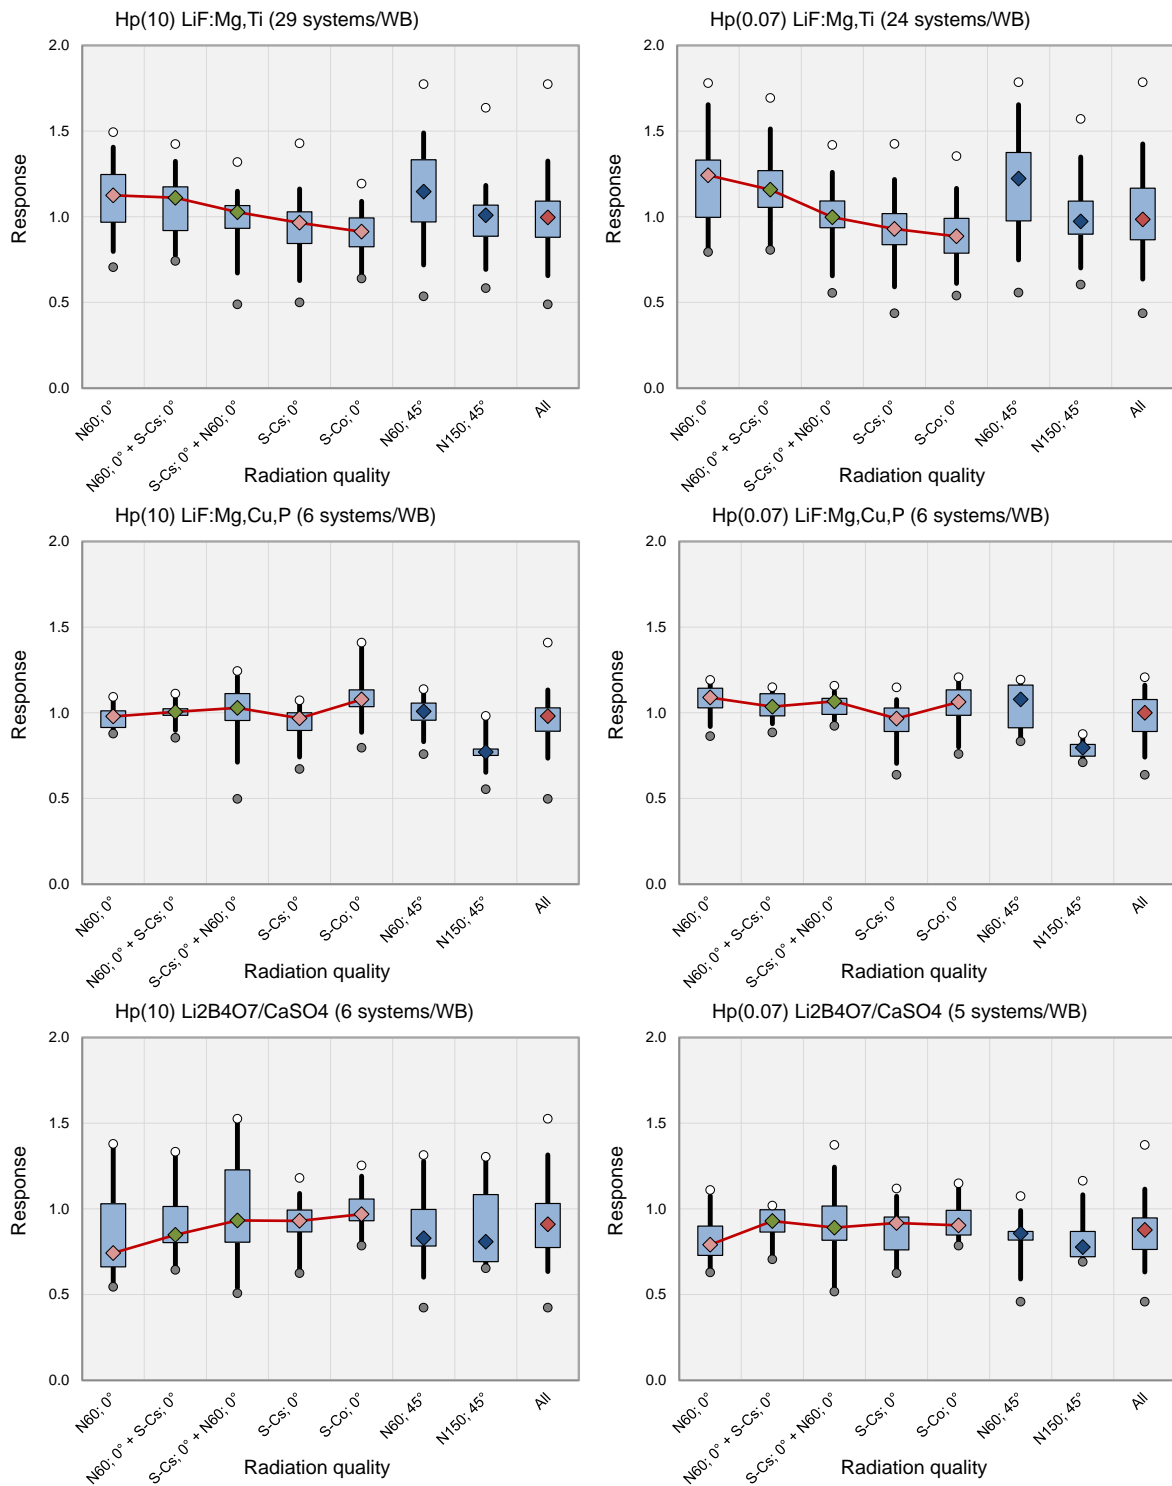 Hp(10) LiF:Mg,Ti (29 systems/WB)
2.0
1.5
1.0
0.5
0.0
Response
N60; 0°
N60; 0° + S-Cs; 0°
S-Cs; 0° + N60; 0°
S-Cs; 0°
S-Co; 0°
N60; 45°
N150; 45°
All
Radiation quality
Hp(0.07) LiF:Mg,Ti (24 systems/WB)
2.0
1.5
1.0
0.5
0.0
Response
N60; 0°
N60; 0° + S-Cs; 0°
S-Cs; 0° + N60; 0°
S-Cs; 0°
S-Co; 0°
N60; 45°
N150; 45°
All
Radiation quality
Hp(10) LiF:Mg,Cu,P (6 systems/WB)
2.0
1.5
1.0
0.5
0.0
Response
N60; 0°
N60; 0° + S-Cs; 0°
S-Cs; 0° + N60; 0°
S-Cs; 0°
S-Co; 0°
N60; 45°
N150; 45°
All
Radiation quality
Hp(0.07) LiF:Mg,Cu,P (6 systems/WB)
2.0
1.5
1.0
0.5
0.0
Response
N60; 0°
N60; 0° + S-Cs; 0°
S-Cs; 0° + N60; 0°
S-Cs; 0°
S-Co; 0°
N60; 45°
N150; 45°
All
Radiation quality
Hp(10) Li2B4O7/CaSO4 (6 systems/WB)
2.0
1.5
1.0
0.5
0.0
Response
N60; 0°
N60; 0° + S-Cs; 0°
S-Cs; 0° + N60; 0°
S-Cs; 0°
S-Co; 0°
N60; 45°
N150; 45°
All
Radiation quality
Hp(0.07) Li2B4O7/CaSO4 (5 systems/WB)
2.0
1.5
1.0
0.5
0.0
Response
N60; 0°
N60; 0° + S-Cs; 0°
S-Cs; 0° + N60; 0°
S-Cs; 0°
S-Co; 0°
N60; 45°
N150; 45°
All
Radiation quality